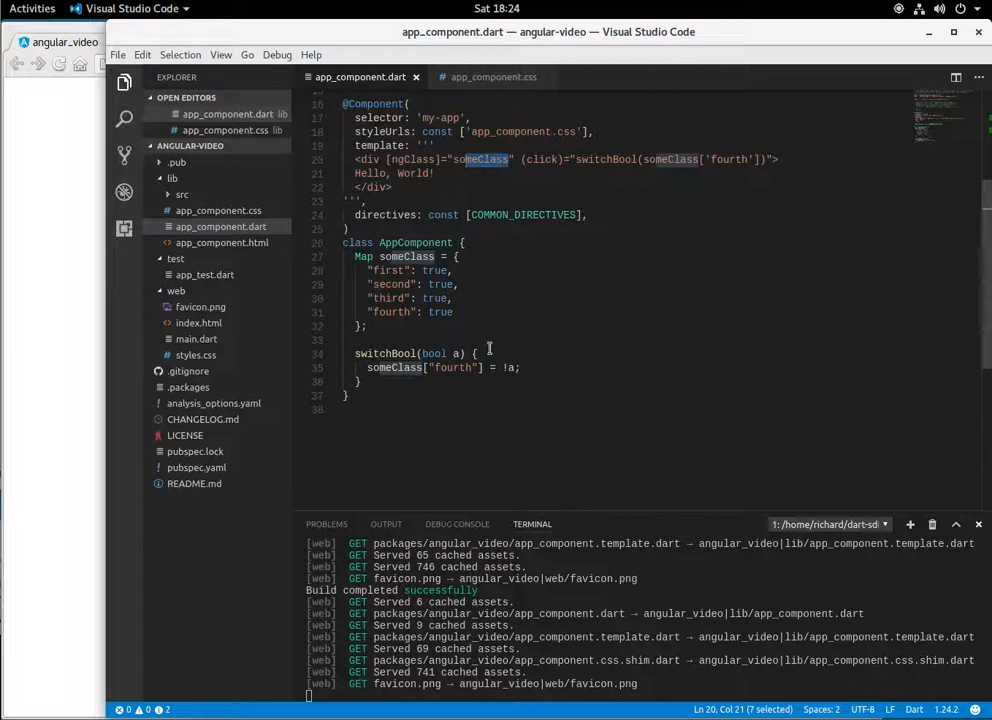 Activities Visual Studio Code Sat 18:24
angular_video
app_component.dart — angular-video — Visual Studio Code
File Edit Selection View Go Debug Help
EXPLORER
OPEN EDITORS
app_component.dart lib
app_component.css lib
ANGULAR-VIDEO
.pub
lib
src
app_component.css
app_component.dart
app_component.html
test
app_test.dart
web
favicon.png
index.html
main.dart
styles.css
.gitignore
.packages
analysis_options.yaml
CHANGELOG.md
LICENSE
pubspec.lock
pubspec.yaml
README.md
app_component.dart app_component.css
16 @Component(
17 selector: 'my-app',
18 styleUrls: const ['app_component.css'],
19 template: '''
20 <div [ngClass]="someClass" (click)="switchBool(someClass['fourth'])">
21 Hello, World!
22 </div>
23 ''',
24 directives: const [COMMON_DIRECTIVES],
25 )
26 class AppComponent {
27 Map someClass = {
28 "first": true,
29 "second": true,
30 "third": true,
31 "fourth": true
32 };
33
34 switchBool(bool a) {
35 someClass["fourth"] = !a;
36 }
37 }
38
PROBLEMS OUTPUT DEBUG CONSOLE TERMINAL 1: /home/richard/dart-sdl
[web] GET packages/angular_video/app_component.template.dart → angular_video|lib/app_component.template.dart
[web] GET Served 65 cached assets.
[web] GET Served 746 cached assets.
[web] GET favicon.png → angular_video|web/favicon.png
Build completed successfully
[web] GET Served 6 cached assets.
[web] GET packages/angular_video/app_component.dart → angular_video|lib/app_component.dart
[web] GET Served 9 cached assets.
[web] GET packages/angular_video/app_component.template.dart → angular_video|lib/app_component.template.dart
[web] GET Served 69 cached assets.
[web] GET packages/angular_video/app_component.css.shim.dart → angular_video|lib/app_component.css.shim.dart
[web] GET Served 741 cached assets.
[web] GET favicon.png → angular_video|web/favicon.png
0 0 2 Ln 20, Col 21 (7 selected) Spaces: 2 UTF-8 LF Dart 1.24.2